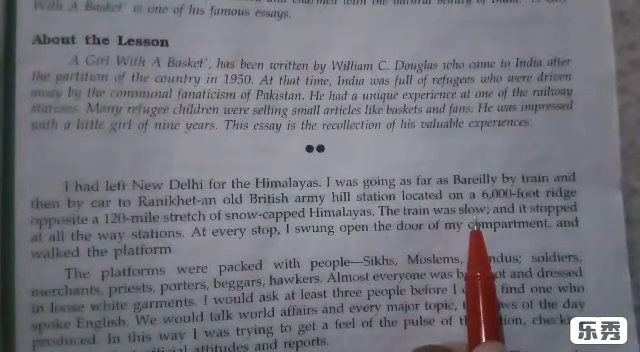 With A Basket' is one of his famous essays.
About the Lesson
A Girl With A Basket', has been written by William C. Douglas who came to India after
the partition of the country in 1950. At that time, India was full of refugees who were driven
away by the communal fanaticism of Pakistan. He had a unique experience at one of the railway
stations. Many refugee children were selling small articles like baskets and fans. He was impressed
with a little girl of nine years. This essay is the recollection of his valuable experiences.
I had left New Delhi for the Himalayas. I was going as far as Bareilly by train and
then by car to Ranikhet-an old British army hill station located on a 6,000-foot ridge
opposite a 120-mile stretch of snow-capped Himalayas. The train was slow; and it stopped
at all the way stations. At every stop, I swung open the door of my compartment, and
walked the platform.
The platforms were packed with people—Sikhs, Moslems, soldiers,
merchants, priests, porters, beggars, hawkers. Almost everyone was and dressed
in loose white garments. I would ask at least three people before I find one who
spoke English. We would talk world affairs and every major topic, of the day
produced. In this way I was trying to get a feel of the pulse of
attitudes and reports.
乐秀